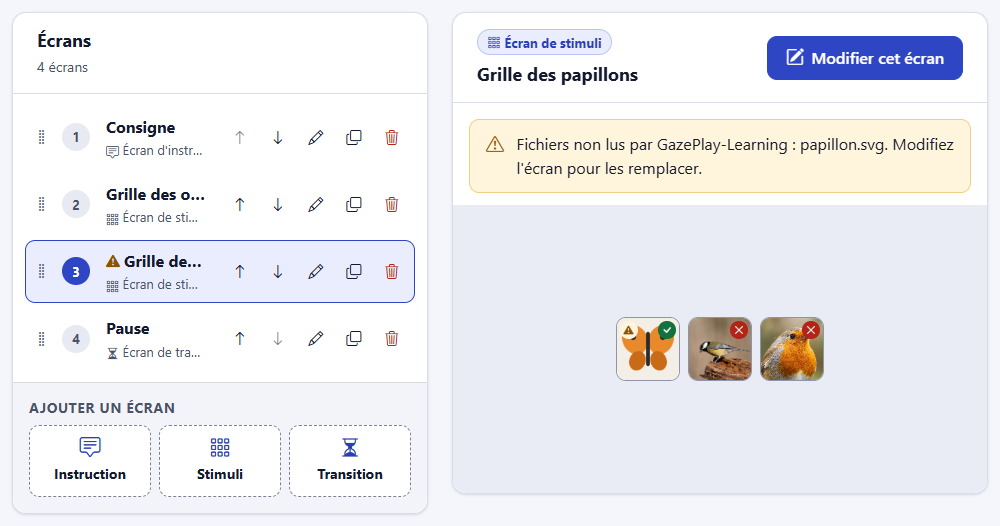 Écrans
4 écrans
1
Consigne
Écran d'instr...
2
Grille des o...
Écran de sti...
3
Grille de...
Écran de sti...
4
Pause
Écran de tra...
AJOUTER UN ÉCRAN
Instruction
Stimuli
Transition
Écran de stimuli
Grille des papillons
Modifier cet écran
Fichiers non lus par GazePlay-Learning : papillon.svg. Modifiez
l'écran pour les remplacer.